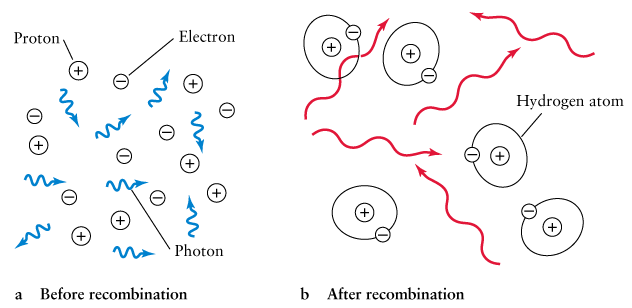 Proton
Electron
Photon
a Before recombination
Hydrogen atom
b After recombination